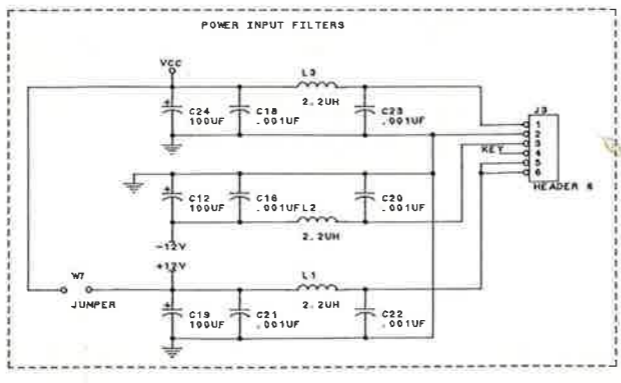 POWER INPUT FILTERS
VCC
L3
2.2UH
C24
100UF
C18
.001UF
C23
.001UF
J3
1
2
3
4
5
6
KEY
HEADER 6
C12
100UF
C16
.001UF
L2
2.2UH
C20
.001UF
-12V
+12V
W7
JUMPER
L1
2.2UH
C19
100UF
C21
.001UF
C22
.001UF